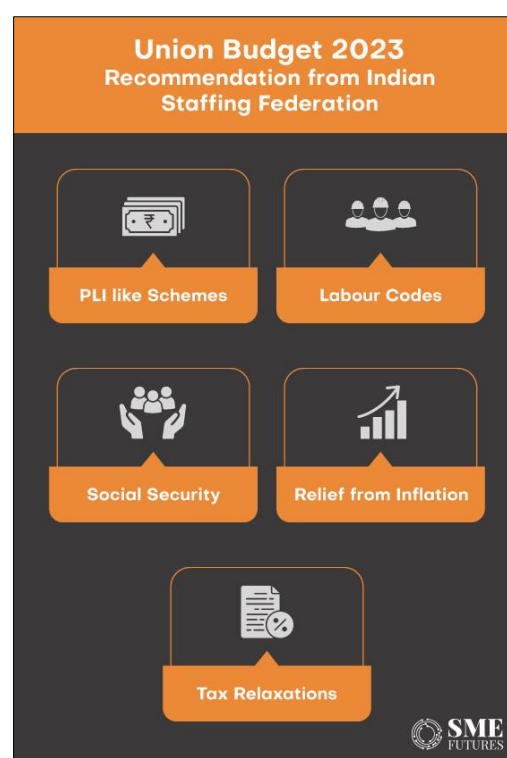 Union Budget 2023
Recommendation from Indian
Staffing Federation
₹
PLI like Schemes
Labour Codes
Social Security
Relief from Inflation
%
Tax Relaxations
SME
FUTURES